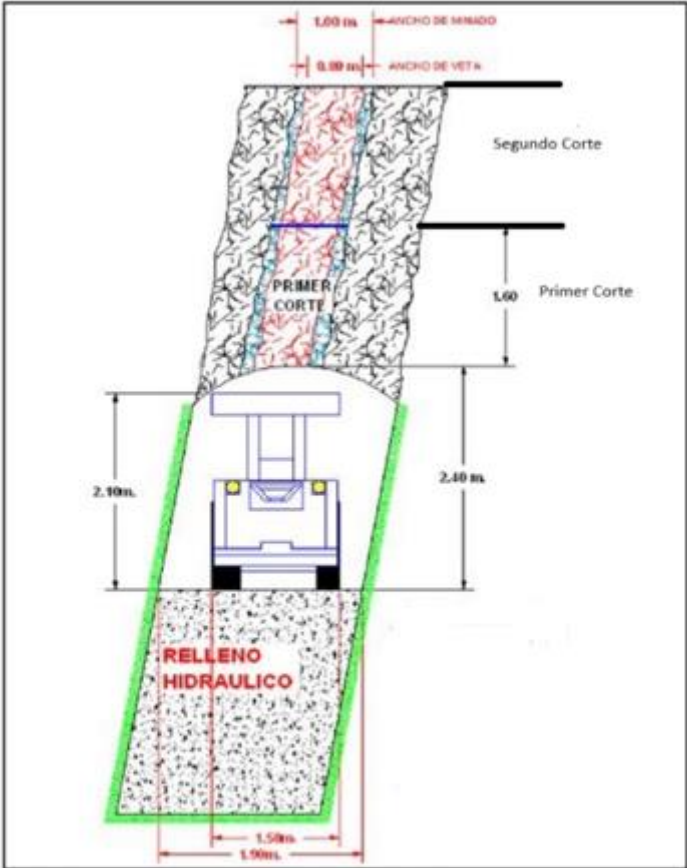 1.00 m. ANCHO DE MINADO
0.80 m. ANCHO DE VETA
Segundo Corte
PRIMER
CORTE
1.60
Primer Corte
2.10m.
2.40 m.
RELLENO
HIDRAULICO
1.50m.
1.90m.